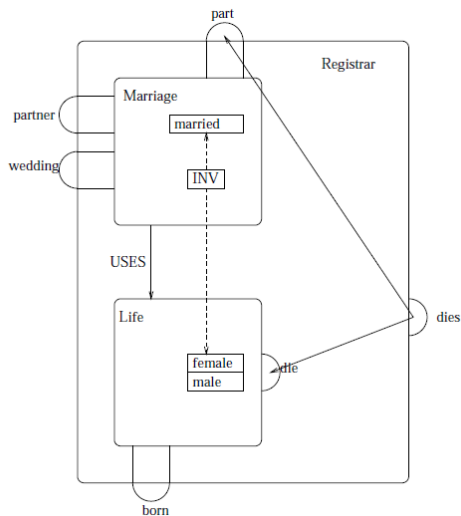 part
Registrar
Marriage
partner
married
wedding
INV
USES
Life
dies
female
die
male
born